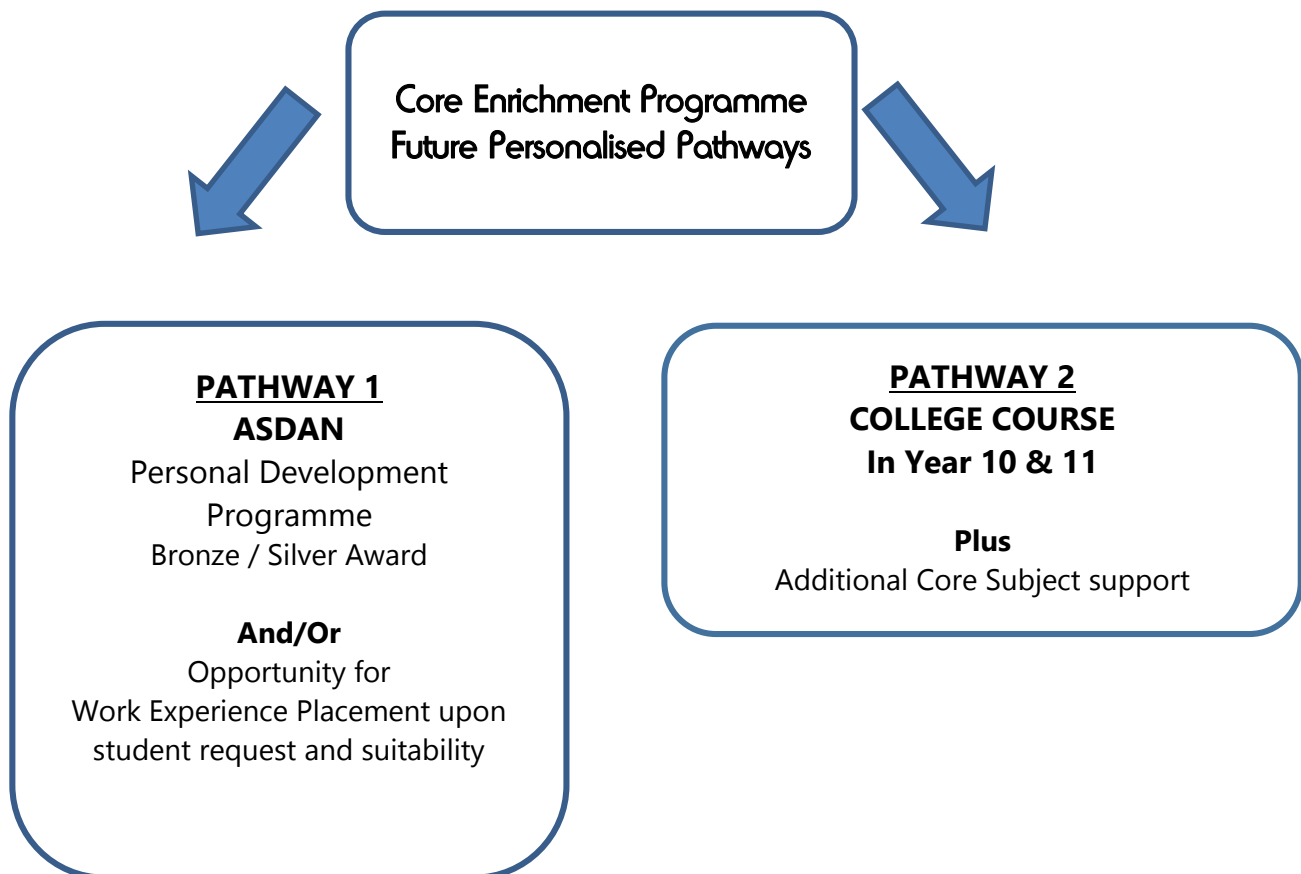 Core Enrichment Programme
Future Personalised Pathways
PATHWAY 1
ASDAN
Personal Development
Programme
Bronze / Silver Award
And/Or
Opportunity for
Work Experience Placement upon
student request and suitability
PATHWAY 2
COLLEGE COURSE
In Year 10 & 11
Plus
Additional Core Subject support